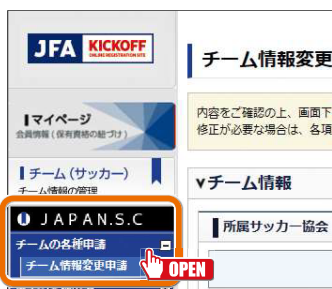 JFA KICKOFF
ONLINE REGISTRATION SITE
チーム情報変更
マイページ
会員情報(保有資格の紐づけ)
内容をご確認の上、画面下
修正が必要な場合は、各項
チーム(サッカー)
チーム情報の管理
∨チーム情報
JAPAN.S.C
所属サッカー協会
チームの各種申請
チーム情報変更申請
OPEN